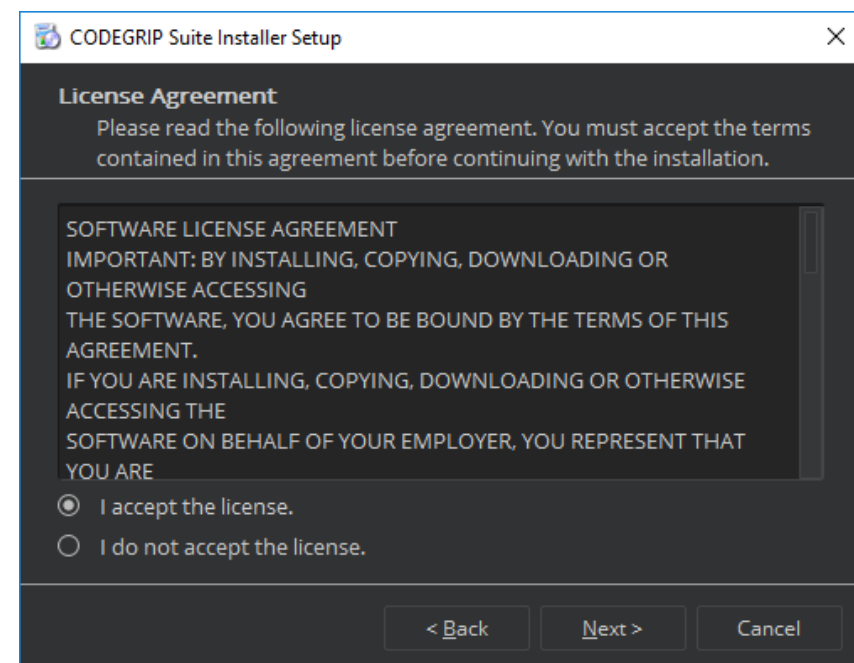 CODEGRIP Suite Installer Setup
License Agreement
Please read the following license agreement. You must accept the terms
contained in this agreement before continuing with the installation.
SOFTWARE LICENSE AGREEMENT
IMPORTANT: BY INSTALLING, COPYING, DOWNLOADING OR
OTHERWISE ACCESSING
THE SOFTWARE, YOU AGREE TO BE BOUND BY THE TERMS OF THIS
AGREEMENT.
IF YOU ARE INSTALLING, COPYING, DOWNLOADING OR OTHERWISE
ACCESSING THE
SOFTWARE ON BEHALF OF YOUR EMPLOYER, YOU REPRESENT THAT
YOU ARE
I accept the license.
I do not accept the license.
< Back Next > Cancel